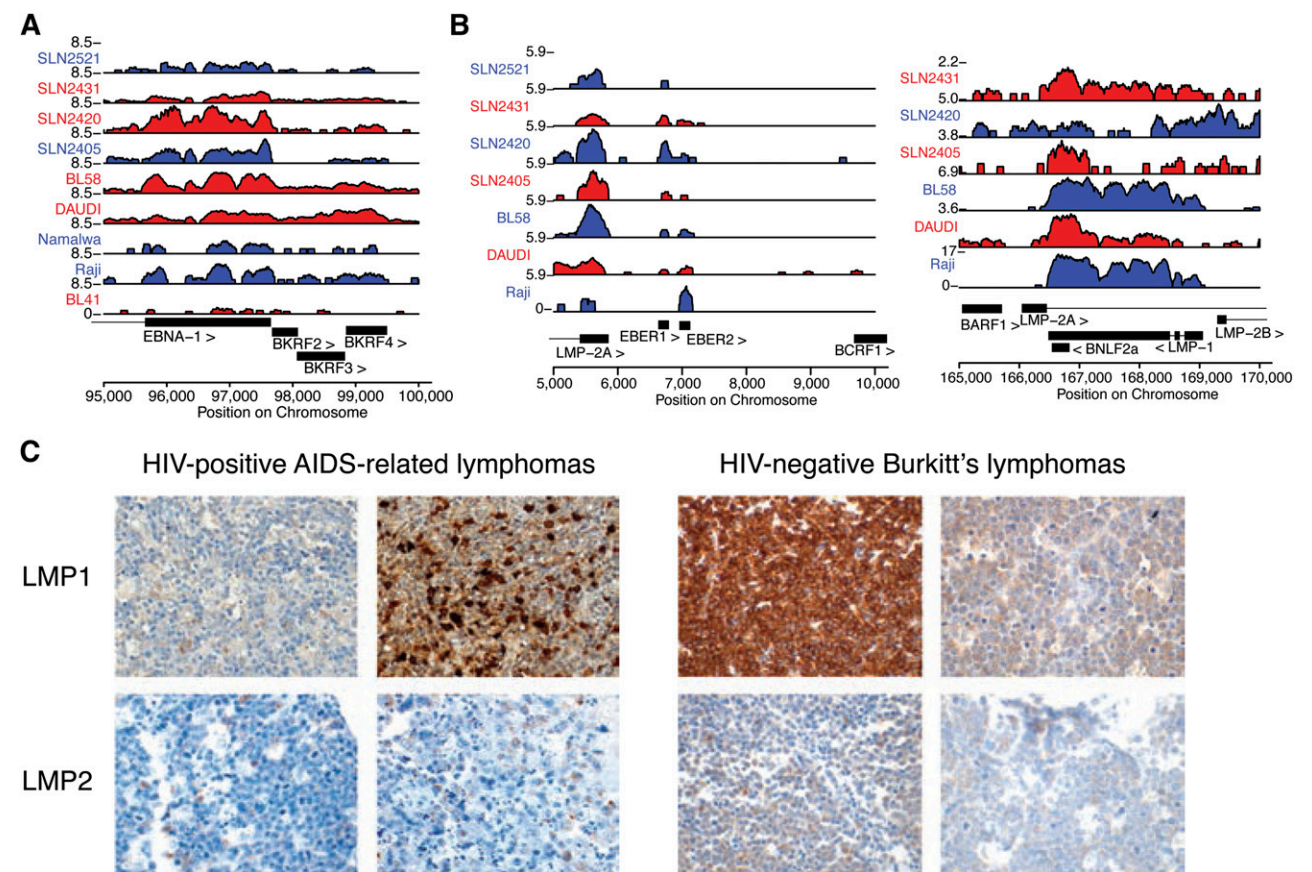 A
8.5–
SLN2521
8.5–
SLN2431
8.5–
SLN2420
8.5–
SLN2405
8.5–
BL58
8.5–
DAUDI
8.5–
Namalwa
8.5–
Raji
8.5–
BL41
0–
EBNA-1 >
BKRF2 >
BKRF4 >
BKRF3 >
95,000 96,000 97,000 98,000 99,000 100,000
Position on Chromosome
B
5.9–
SLN2521
5.9–
SLN2431
5.9–
SLN2420
5.9–
SLN2405
5.9–
BL58
5.9–
DAUDI
5.9–
Raji
0–
EBER1 >
EBER2 >
LMP-2A >
BCRF1 >
5,000 6,000 7,000 8,000 9,000 10,000
Position on Chromosome
2.2–
SLN2431
5.0–
SLN2420
3.8–
SLN2405
6.9–
BL58
3.6–
DAUDI
17–
Raji
0–
BARF1 >
LMP-2A >
LMP-2B >
< BNLF2a
< LMP-1
165,000 166,000 167,000 168,000 169,000 170,000
Position on Chromosome
C
HIV-positive AIDS-related lymphomas
HIV-negative Burkitt's lymphomas
LMP1
LMP2